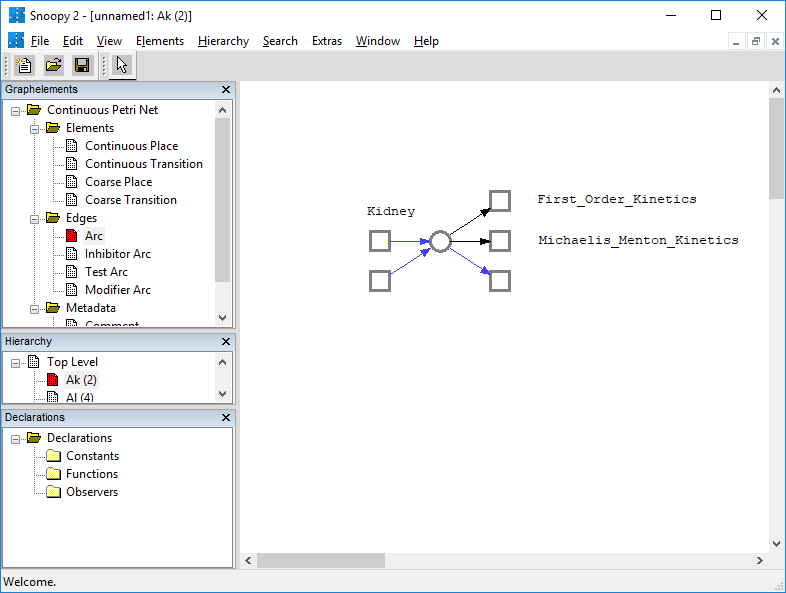 Snoopy 2 - [unnamed1: Ak (2)]
File Edit View Elements Hierarchy Search Extras Window Help
Graphelements
Continuous Petri Net
Elements
Continuous Place
Continuous Transition
Coarse Place
Coarse Transition
Edges
Arc
Inhibitor Arc
Test Arc
Modifier Arc
Metadata
Comment
Hierarchy
Top Level
Ak (2)
Al (4)
Declarations
Declarations
Constants
Functions
Observers
Kidney
First_Order_Kinetics
Michaelis_Menton_Kinetics
Welcome.